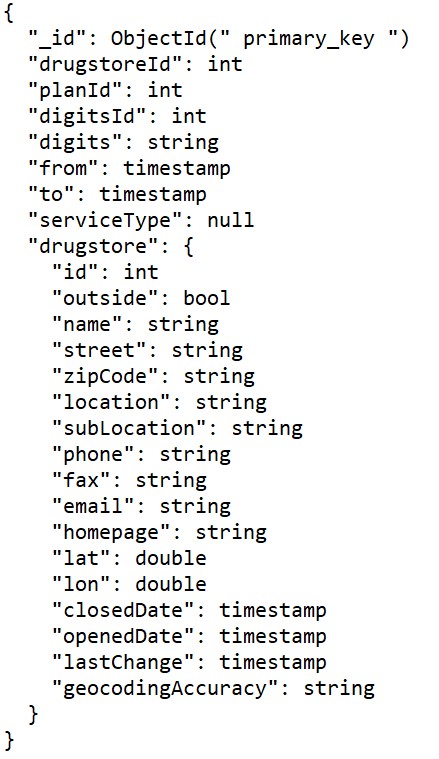 {
  "_id": ObjectId(" primary_key ")
  "drugstoreId": int
  "planId": int
  "digitsId": int
  "digits": string
  "from": timestamp
  "to": timestamp
  "serviceType": null
  "drugstore": {
    "id": int
    "outside": bool
    "name": string
    "street": string
    "zipCode": string
    "location": string
    "subLocation": string
    "phone": string
    "fax": string
    "email": string
    "homepage": string
    "lat": double
    "lon": double
    "closedDate": timestamp
    "openedDate": timestamp
    "lastChange": timestamp
    "geocodingAccuracy": string
  }
}